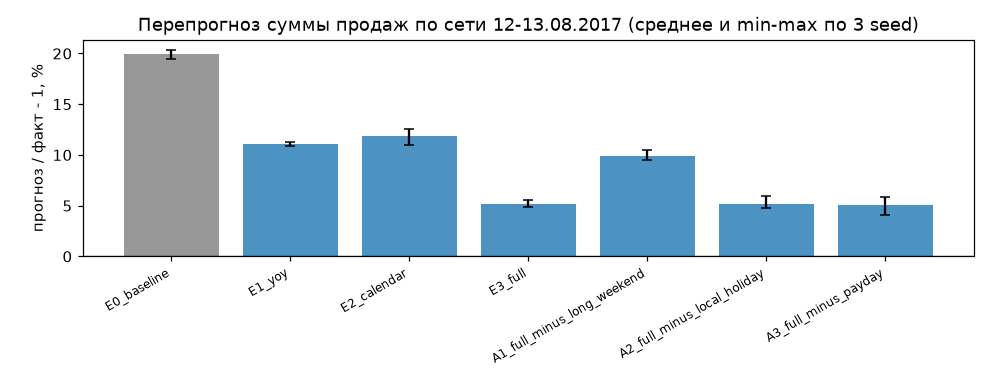 Перепрогноз суммы продаж по сети 12-13.08.2017 (среднее и min-max по 3 seed)
прогноз / факт - 1, %
20
15
10
5
0
E0_baseline
E1_yoy
E2_calendar
E3_full
A1_full_minus_long_weekend
A2_full_minus_local_holiday
A3_full_minus_payday